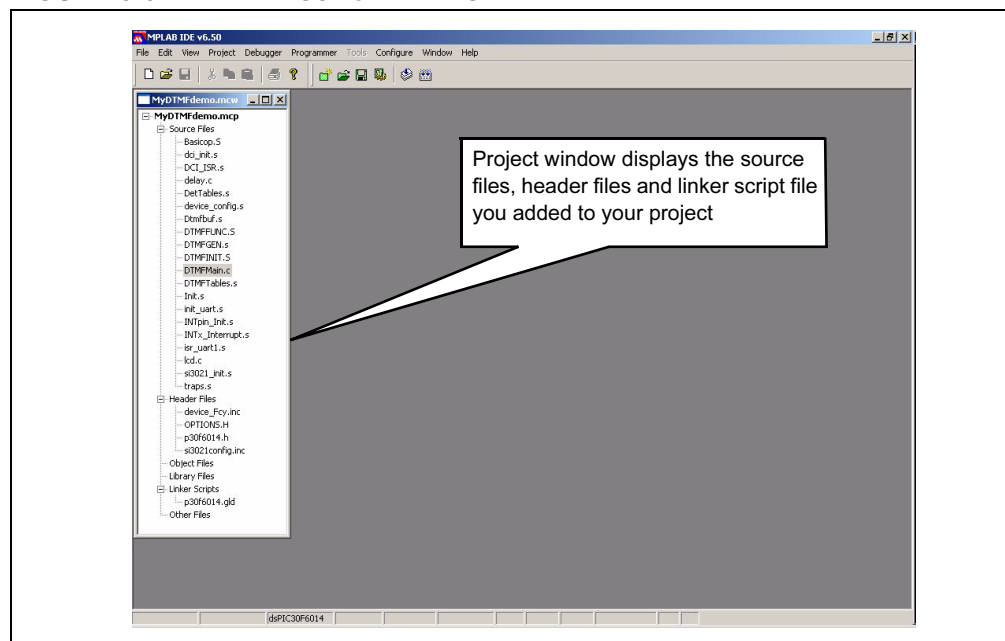 MPLAB IDE v6.50
File Edit View Project Debugger Programmer Tools Configure Window Help
MyDTMFdemo.mcw
MyDTMFdemo.mcp
Source Files
Basicop.S
dci_init.s
DCI_ISR.s
delay.c
DetTables.s
device_config.s
Dtmfbuf.s
DTMFFUNC.S
DTMFGEN.s
DTMFINIT.S
DTMFMain.c
DTMFTables.s
Init.s
init_uart.s
INTpin_Init.s
INTx_Interrupt.s
isr_uart1.s
lcd.c
si3021_init.s
traps.s
Header Files
device_Fcy.inc
OPTIONS.H
p30f6014.h
si3021config.inc
Object Files
Library Files
Linker Scripts
p30f6014.gld
Other Files
Project window displays the source
files, header files and linker script file
you added to your project
dsPIC30F6014